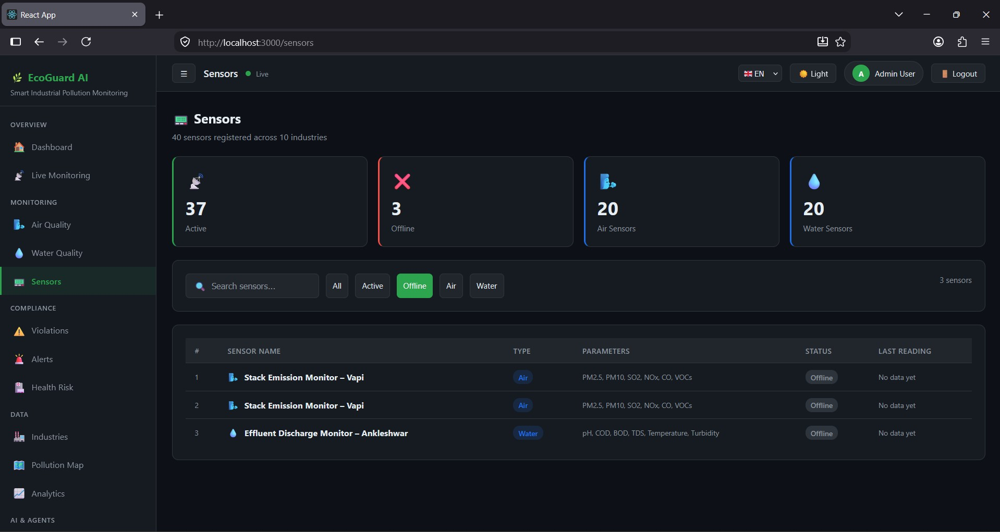 React App
http://localhost:3000/sensors
EcoGuard AI
Smart Industrial Pollution Monitoring
Sensors Live
EN Light A Admin User Logout
OVERVIEW
Dashboard
Live Monitoring
MONITORING
Air Quality
Water Quality
Sensors
COMPLIANCE
Violations
Alerts
Health Risk
DATA
Industries
Pollution Map
Analytics
AI & AGENTS
Sensors
40 sensors registered across 10 industries
37
Active
3
Offline
20
Air Sensors
20
Water Sensors
Search sensors... All Active Offline Air Water 3 sensors
# SENSOR NAME TYPE PARAMETERS STATUS LAST READING
1 Stack Emission Monitor – Vapi Air PM2.5, PM10, SO2, NOx, CO, VOCs Offline No data yet
2 Stack Emission Monitor – Vapi Air PM2.5, PM10, SO2, NOx, CO, VOCs Offline No data yet
3 Effluent Discharge Monitor – Ankleshwar Water pH, COD, BOD, TDS, Temperature, Turbidity Offline No data yet